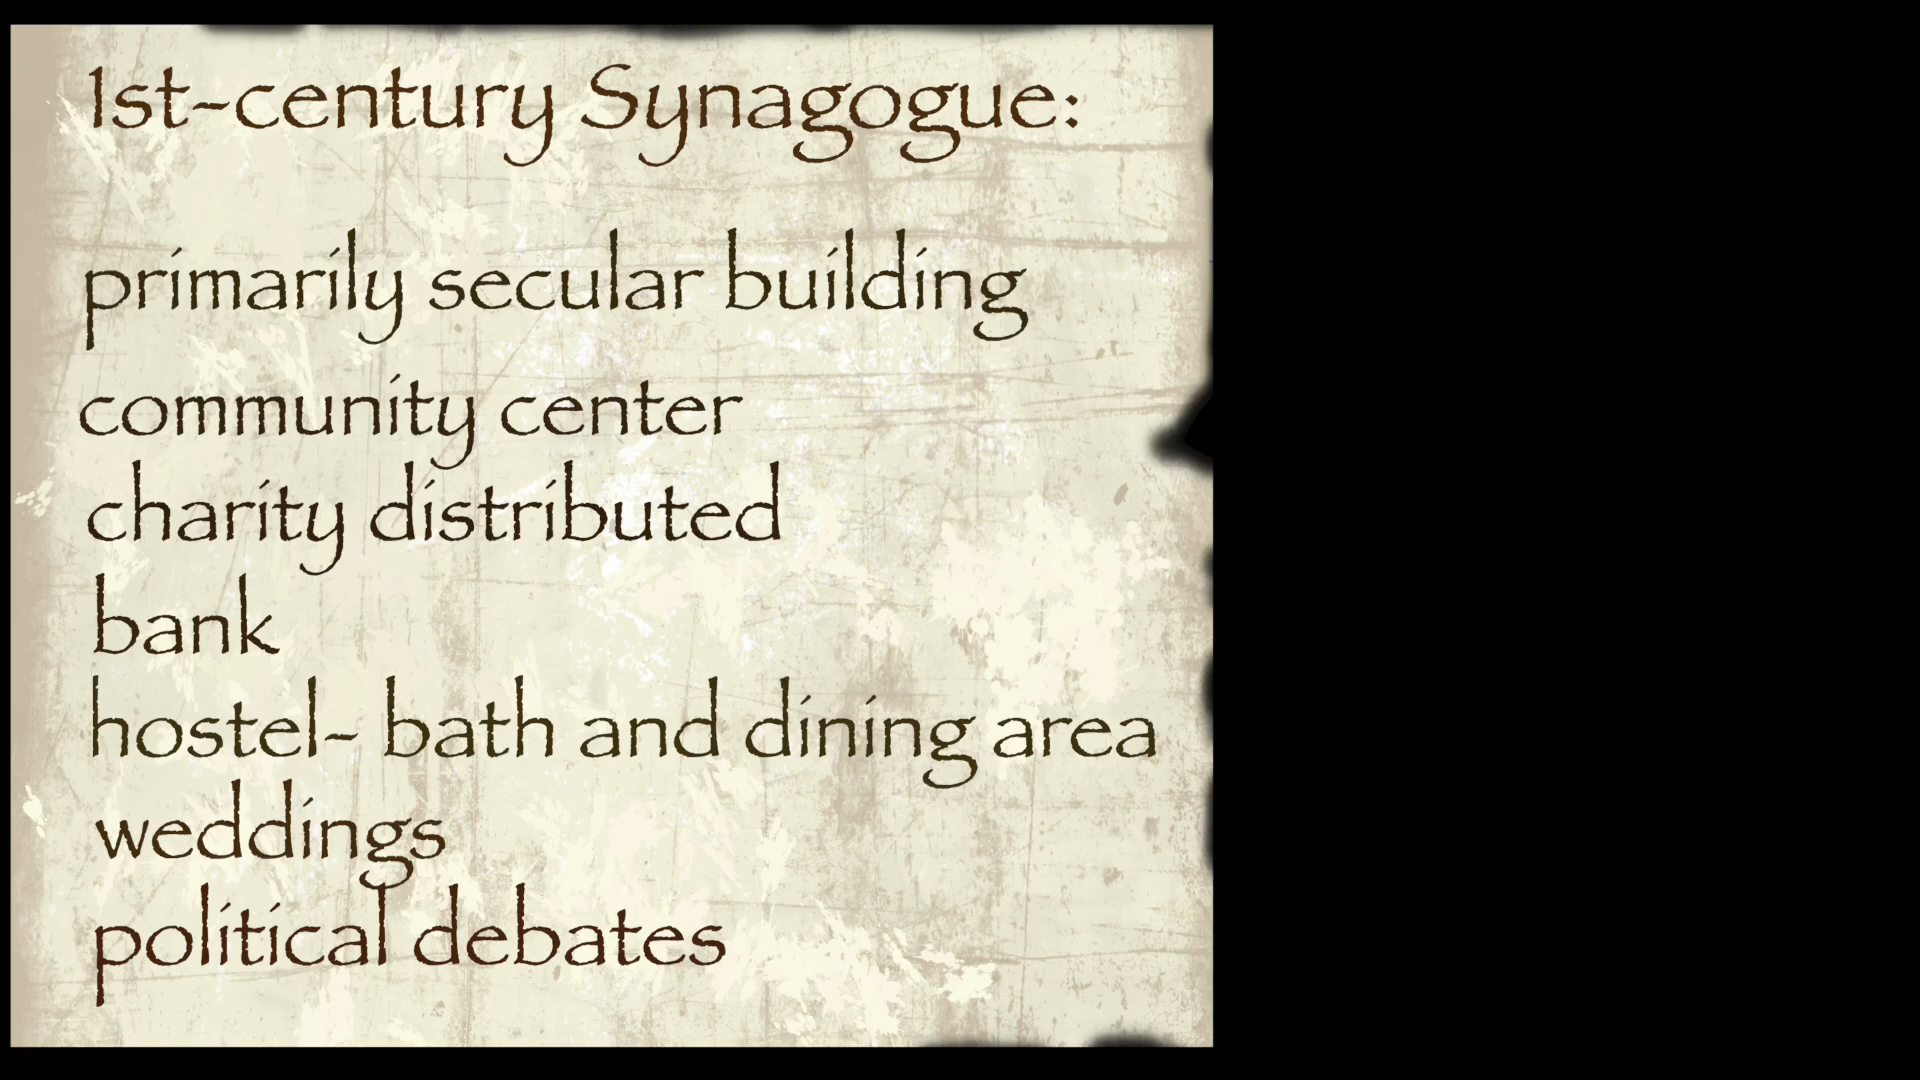 1st-century Synagogue:
primarily secular building
community center
charity distributed
bank
hostel- bath and dining area
weddings
political debates